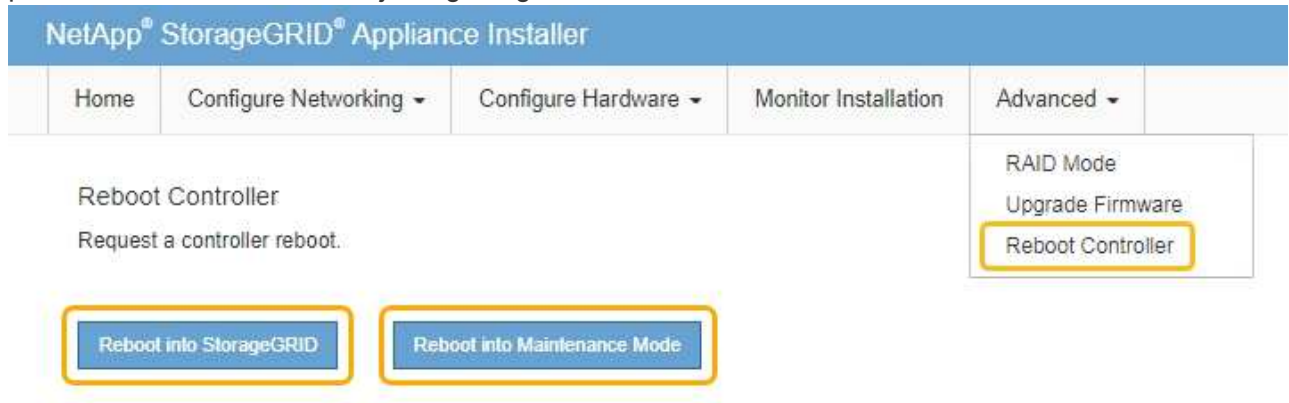 NetApp® StorageGRID® Appliance Installer
Home Configure Networking Configure Hardware Monitor Installation Advanced
RAID Mode
Upgrade Firmware
Reboot Controller
Reboot Controller
Request a controller reboot.
Reboot into StorageGRID Reboot into Maintenance Mode